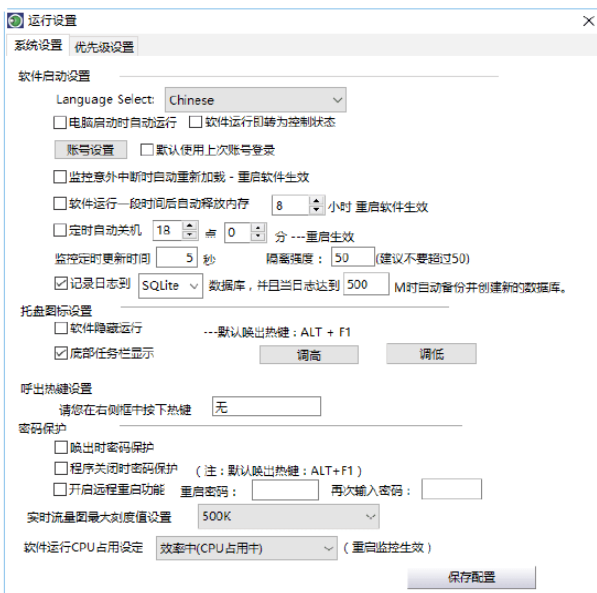 运行设置
系统设置 优先级设置
软件启动设置
Language Select: Chinese
电脑启动时自动运行 软件运行即转为控制状态
账号设置 默认使用上次账号登录
监控意外中断时自动重新加载 - 重启软件生效
软件运行一段时间后自动释放内存 8 小时 重启软件生效
定时自动关机 18 点 0 分 ---重启生效
监控定时更新时间 5 秒 隔离强度： 50 (建议不要超过50)
记录日志到 SQLite 数据库，并且当日志达到 500 M时自动备份并创建新的数据库。
托盘图标设置
软件隐藏运行 ---默认唤出热键：ALT + F1
底部任务栏显示 调高 调低
呼出热键设置
请您在右侧框中按下热键 无
密码保护
唤出时密码保护
程序关闭时密码保护 （注：默认唤出热键：ALT+F1）
开启远程重启功能 重启密码： 再次输入密码：
实时流量图最大刻度值设置 500K
软件运行CPU占用设定 效率中(CPU占用中) （重启监控生效）
保存配置